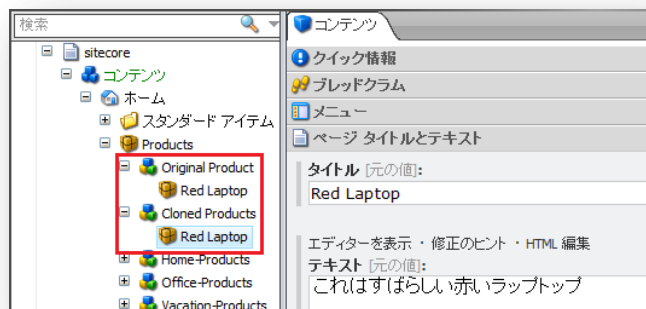 検索
sitecore
コンテンツ
ホーム
スタンダード アイテム
Products
Original Product
Red Laptop
Cloned Products
Red Laptop
Home-Products
Office-Products
Vacation-Products
コンテンツ
クイック情報
ブレッドクラム
メニュー
ページ タイトルとテキスト
タイトル [元の値]:
Red Laptop
エディターを表示 ・ 修正のヒント ・ HTML 編集
テキスト [元の値]:
これはすばらしい赤いラップトップ